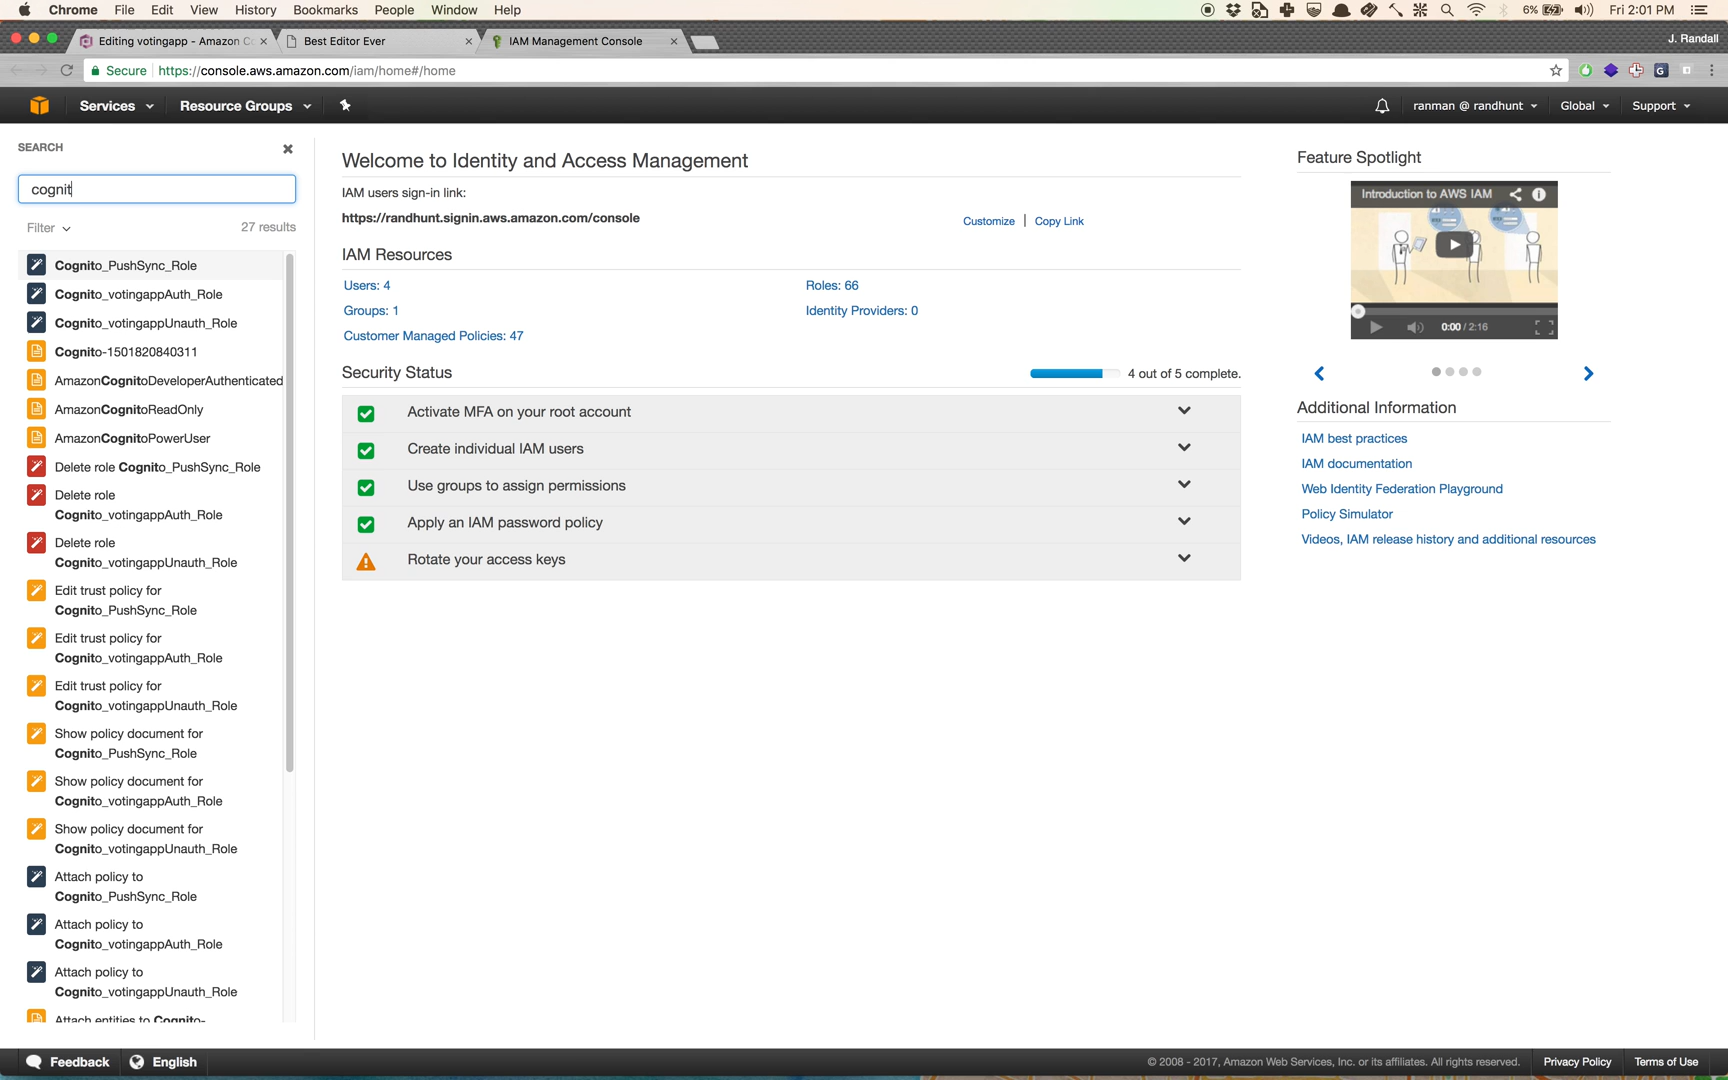 Chrome File Edit View History Bookmarks People Window Help
6% Fri 2:01 PM
Editing votingapp - Amazon Co
Best Editor Ever
IAM Management Console
J. Randall
Secure https://console.aws.amazon.com/iam/home#/home
Services Resource Groups ranman @ randhunt Global Support
SEARCH
cognit
Filter 27 results
Cognito_PushSync_Role
Cognito_votingappAuth_Role
Cognito_votingappUnauth_Role
Cognito-1501820840311
AmazonCognitoDeveloperAuthenticated
AmazonCognitoReadOnly
AmazonCognitoPowerUser
Delete role Cognito_PushSync_Role
Delete role
Cognito_votingappAuth_Role
Delete role
Cognito_votingappUnauth_Role
Edit trust policy for
Cognito_PushSync_Role
Edit trust policy for
Cognito_votingappAuth_Role
Edit trust policy for
Cognito_votingappUnauth_Role
Show policy document for
Cognito_PushSync_Role
Show policy document for
Cognito_votingappAuth_Role
Show policy document for
Cognito_votingappUnauth_Role
Attach policy to
Cognito_PushSync_Role
Attach policy to
Cognito_votingappAuth_Role
Attach policy to
Cognito_votingappUnauth_Role
Attach entities to Cognito-
Welcome to Identity and Access Management
IAM users sign-in link:
https://randhunt.signin.aws.amazon.com/console
Customize | Copy Link
IAM Resources
Users: 4
Roles: 66
Groups: 1
Identity Providers: 0
Customer Managed Policies: 47
Security Status
4 out of 5 complete.
Activate MFA on your root account
Create individual IAM users
Use groups to assign permissions
Apply an IAM password policy
Rotate your access keys
Feature Spotlight
Introduction to AWS IAM
0:00 / 2:16
Additional Information
IAM best practices
IAM documentation
Web Identity Federation Playground
Policy Simulator
Videos, IAM release history and additional resources
Feedback English
© 2008 - 2017, Amazon Web Services, Inc. or its affiliates. All rights reserved. Privacy Policy Terms of Use